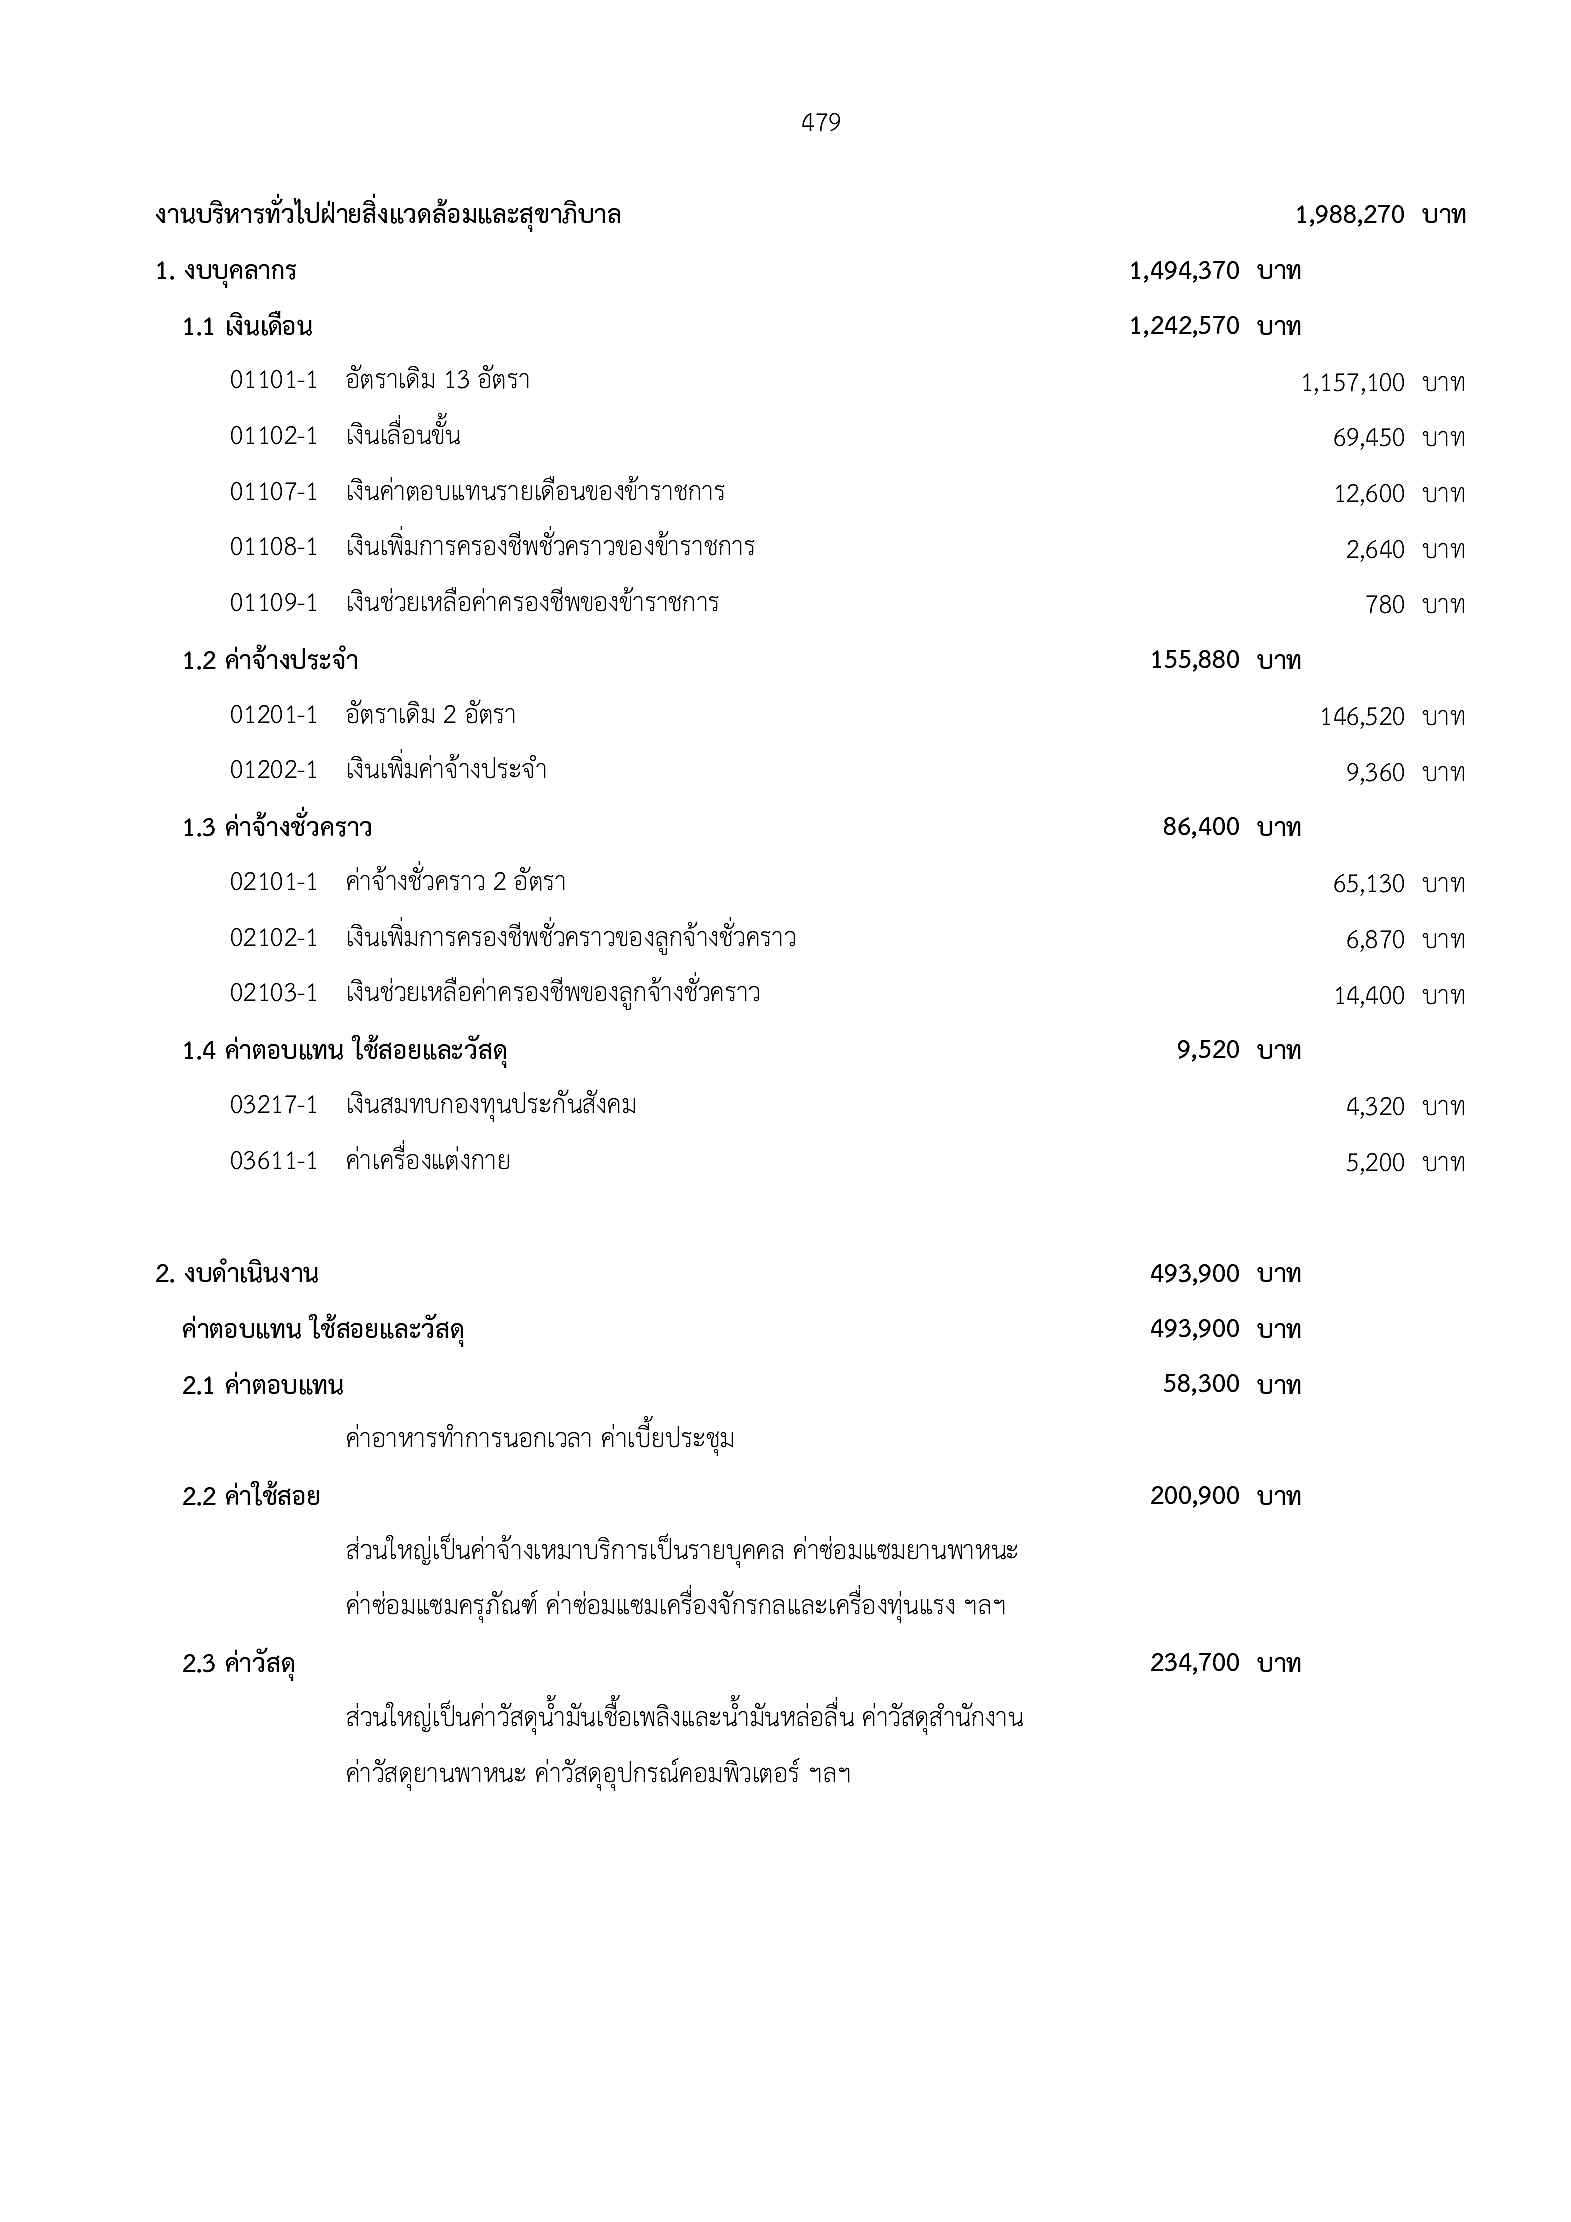 479
งานบริหารทั่วไปฝ่ายสิ่งแวดล้อมและสุขาภิบาล 1,988,270 บาท
1. งบบุคลากร 1,494,370 บาท
1.1 เงินเดือน 1,242,570 บาท
01101-1 อัตราเดิม 13 อัตรา 1,157,100 บาท
01102-1 เงินเลื่อนขั้น 69,450 บาท
01107-1 เงินค่าตอบแทนรายเดือนของข้าราชการ 12,600 บาท
01108-1 เงินเพิ่มการครองชีพชั่วคราวของข้าราชการ 2,640 บาท
01109-1 เงินช่วยเหลือค่าครองชีพของข้าราชการ 780 บาท
1.2 ค่าจ้างประจำ 155,880 บาท
01201-1 อัตราเดิม 2 อัตรา 146,520 บาท
01202-1 เงินเพิ่มค่าจ้างประจำ 9,360 บาท
1.3 ค่าจ้างชั่วคราว 86,400 บาท
02101-1 ค่าจ้างชั่วคราว 2 อัตรา 65,130 บาท
02102-1 เงินเพิ่มการครองชีพชั่วคราวของลูกจ้างชั่วคราว 6,870 บาท
02103-1 เงินช่วยเหลือค่าครองชีพของลูกจ้างชั่วคราว 14,400 บาท
1.4 ค่าตอบแทน ใช้สอยและวัสดุ 9,520 บาท
03217-1 เงินสมทบกองทุนประกันสังคม 4,320 บาท
03611-1 ค่าเครื่องแต่งกาย 5,200 บาท
2. งบดำเนินงาน 493,900 บาท
ค่าตอบแทน ใช้สอยและวัสดุ 493,900 บาท
2.1 ค่าตอบแทน 58,300 บาท
ค่าอาหารทำการนอกเวลา ค่าเบี้ยประชุม
2.2 ค่าใช้สอย 200,900 บาท
ส่วนใหญ่เป็นค่าจ้างเหมาบริการเป็นรายบุคคล ค่าซ่อมแซมยานพาหนะ
ค่าซ่อมแซมครุภัณฑ์ ค่าซ่อมแซมเครื่องจักรกลและเครื่องทุ่นแรง ฯลฯ
2.3 ค่าวัสดุ 234,700 บาท
ส่วนใหญ่เป็นค่าวัสดุน้ำมันเชื้อเพลิงและน้ำมันหล่อลื่น ค่าวัสดุสำนักงาน
ค่าวัสดุยานพาหนะ ค่าวัสดุอุปกรณ์คอมพิวเตอร์ ฯลฯ